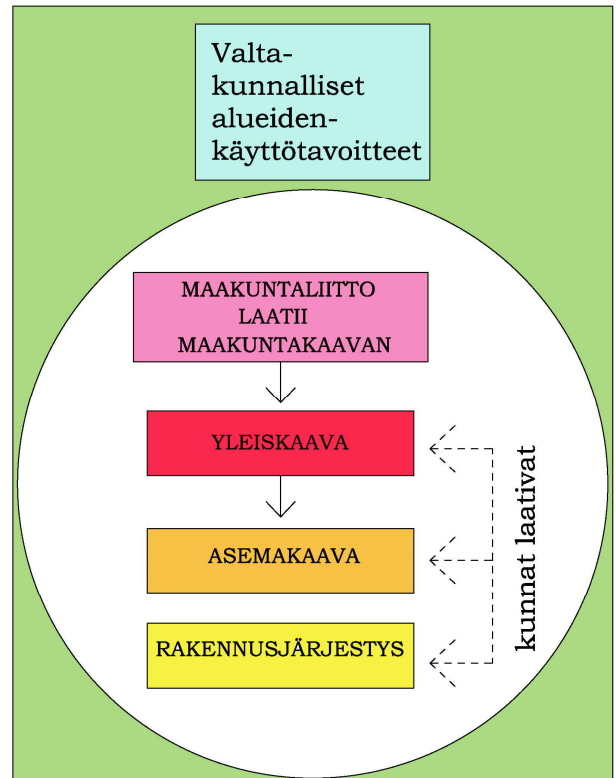 Valta-
kunnalliset
alueiden-
käyttötavoitteet
MAAKUNTALIITTO
LAATII
MAAKUNTAKAAVAN
YLEISKAAVA
ASEMAKAAVA
RAKENNUSJÄRJESTYS
kunnat laativat